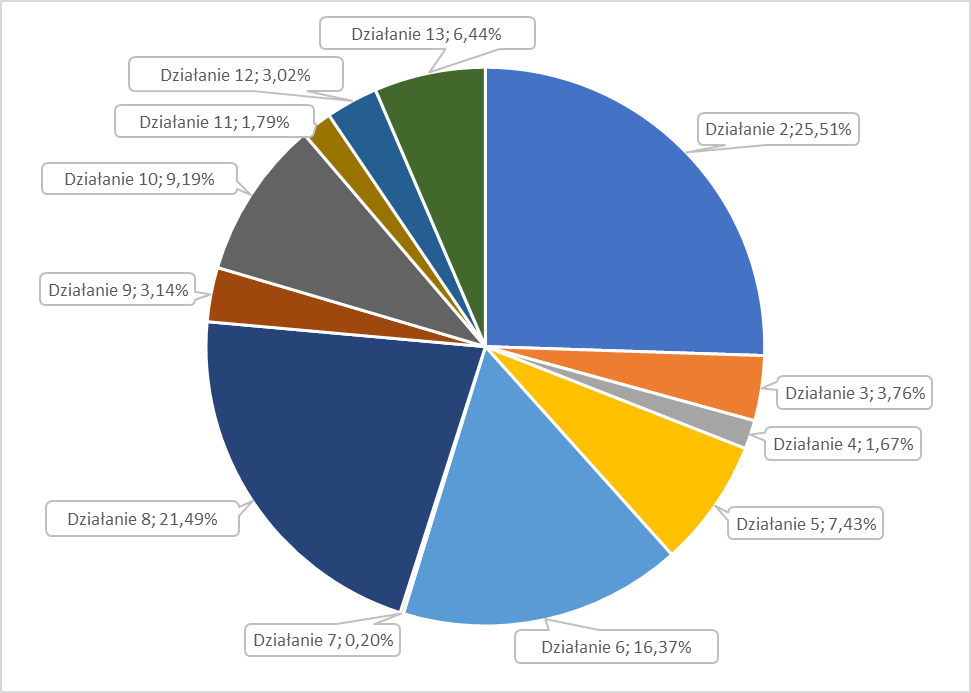 Działanie 13; 6,44%
Działanie 12; 3,02%
Działanie 11; 1,79%
Działanie 2;25,51%
Działanie 10; 9,19%
Działanie 9; 3,14%
Działanie 3; 3,76%
Działanie 4; 1,67%
Działanie 8; 21,49%
Działanie 5; 7,43%
Działanie 7; 0,20%
Działanie 6; 16,37%